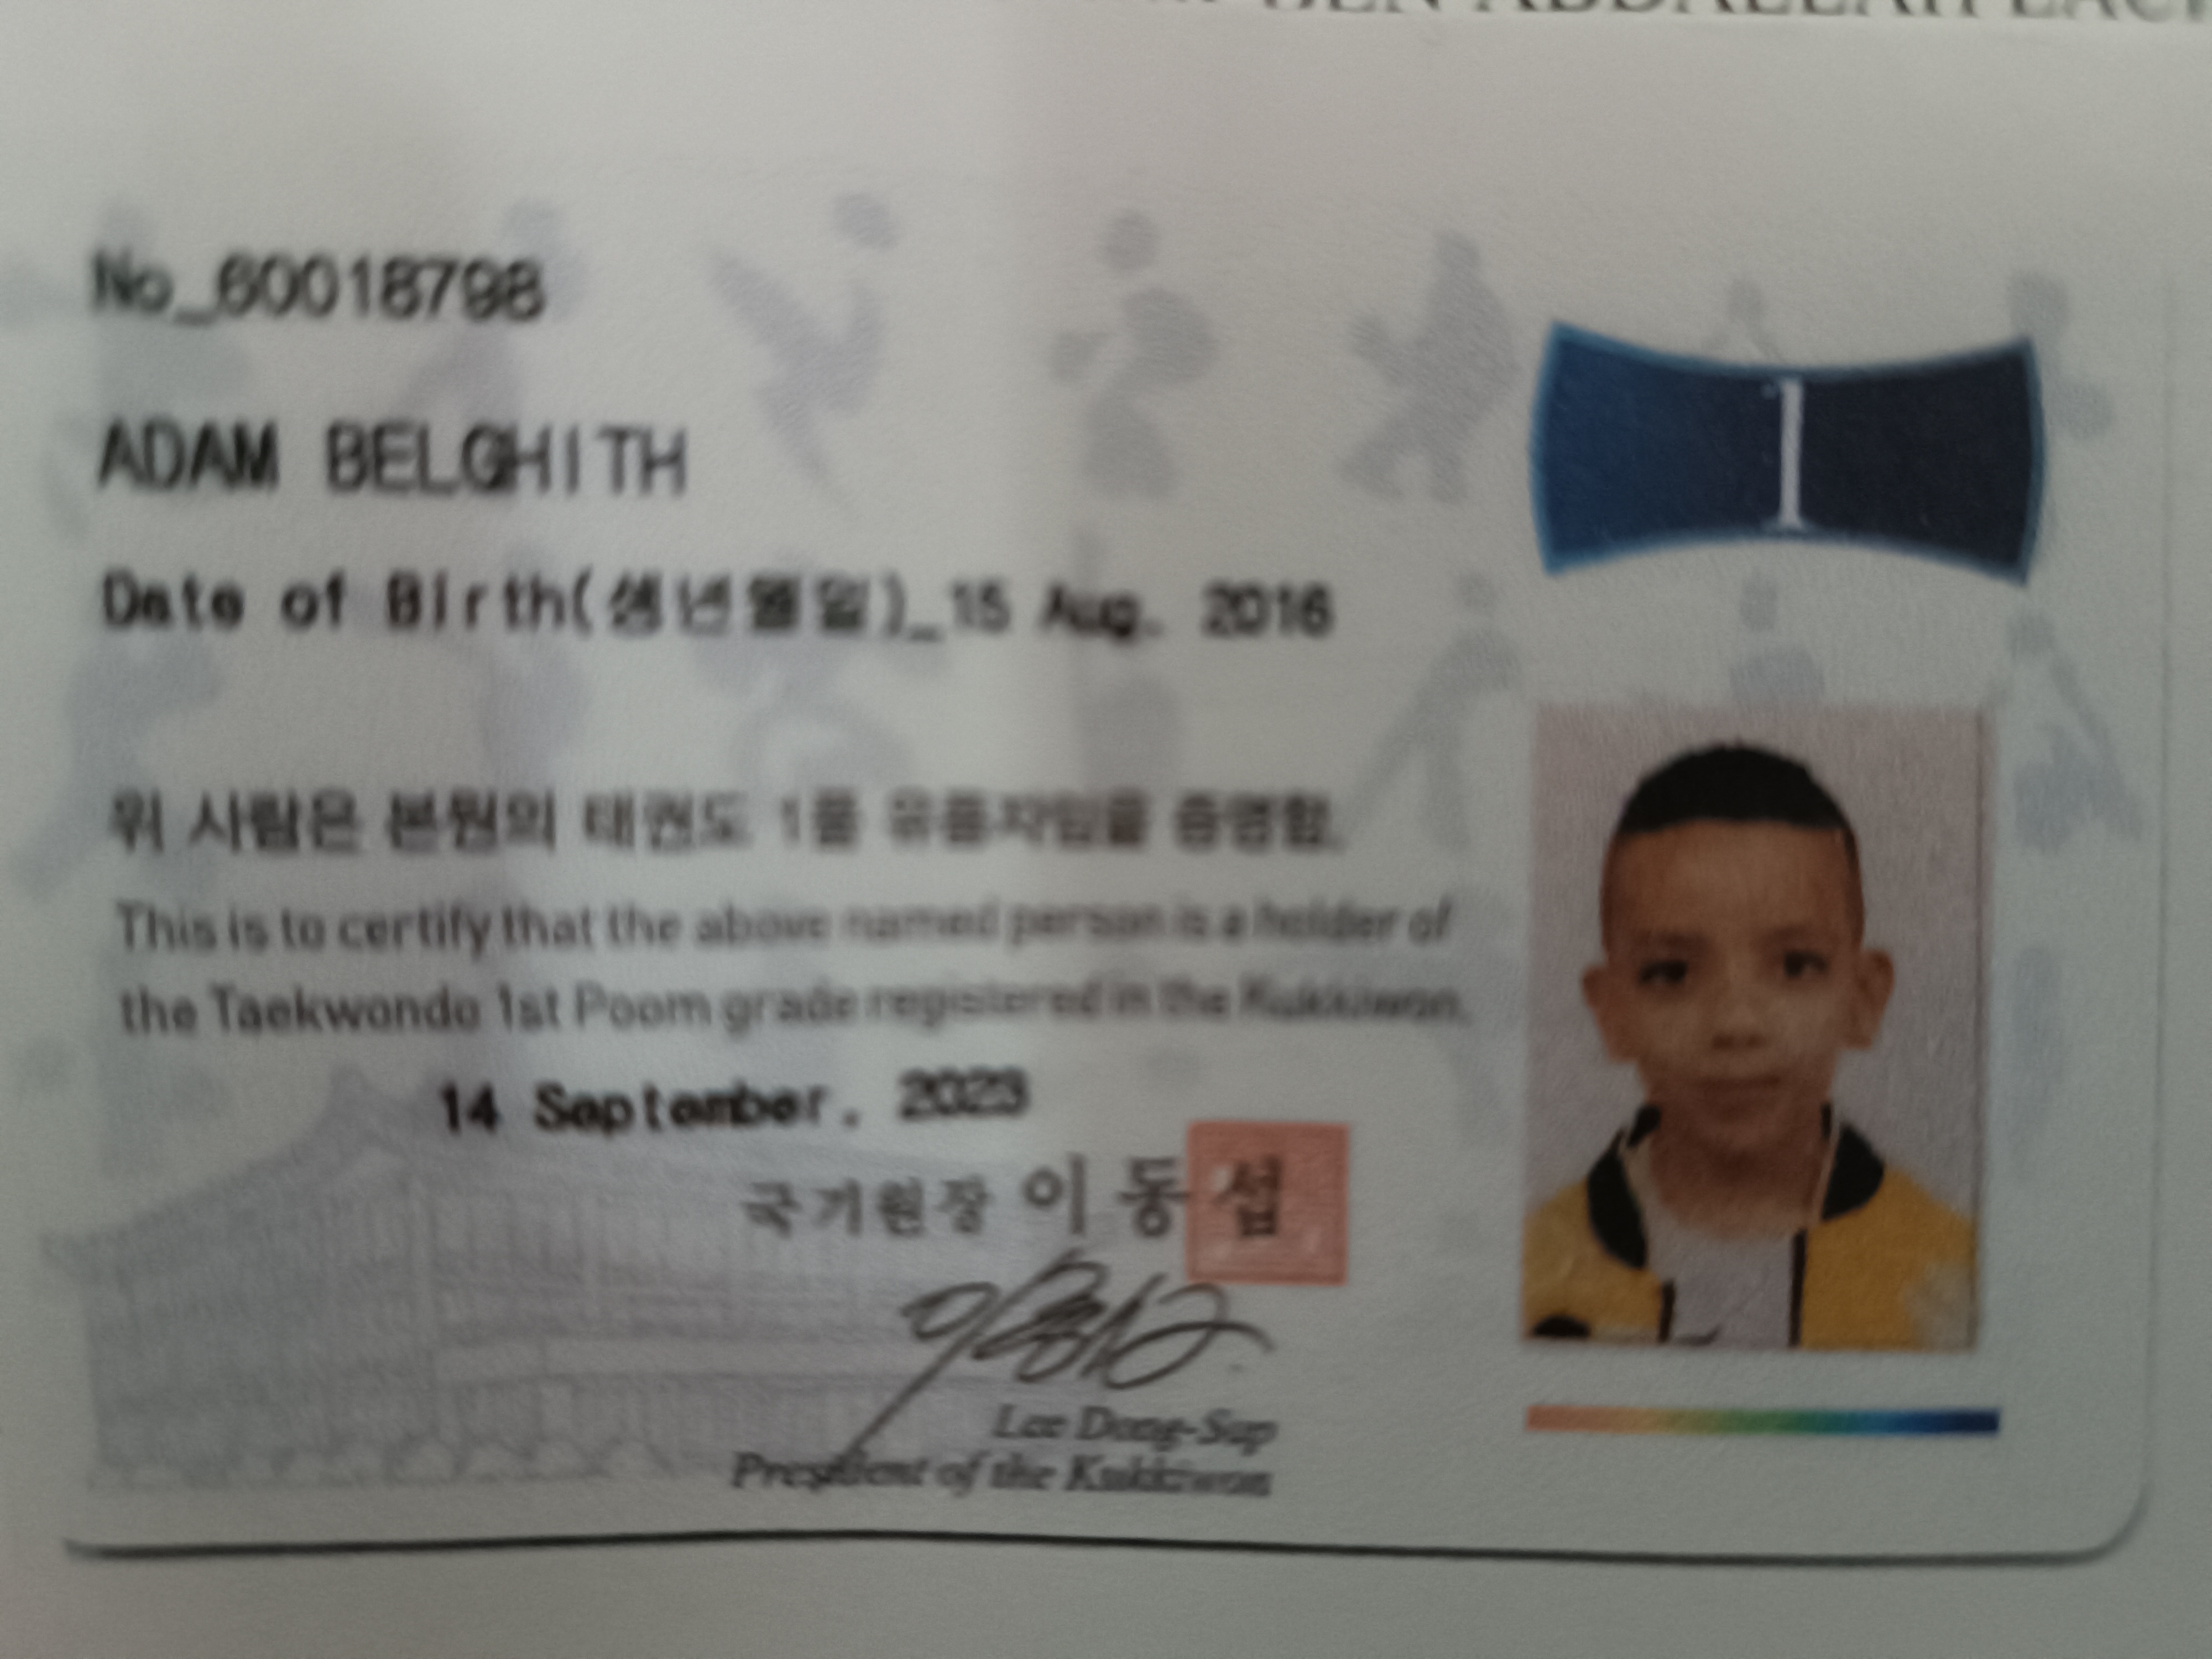 BEN ABDALLAH
No_60018798
I
ADAM BELGHITH
Date of Birth(생년월일)_15 Aug. 2016
위 사람은 본원의 태권도 1품 유품자임을 증명함.
This is to certify that the above named person is a holder of
the Taekwondo 1st Poom grade registered in the Kukkiwon.
14 September, 2023
국기원장 이동섭
Lee Dong-Sup
President of the Kukkiwon